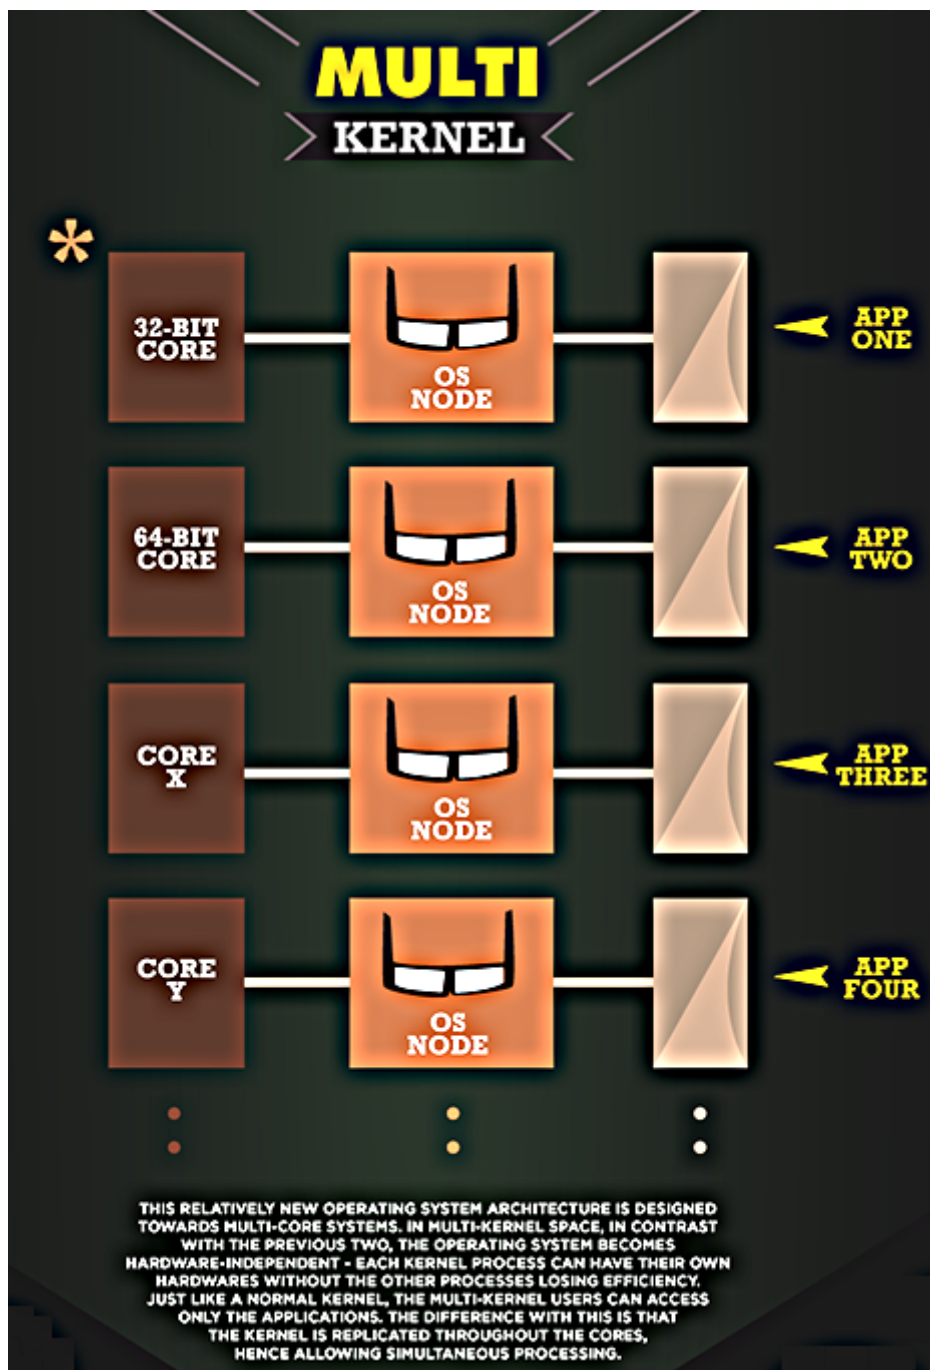 MULTI
KERNEL
*
32-BIT
CORE
OS
NODE
APP
ONE
64-BIT
CORE
OS
NODE
APP
TWO
CORE
X
OS
NODE
APP
THREE
CORE
Y
OS
NODE
APP
FOUR
THIS RELATIVELY NEW OPERATING SYSTEM ARCHITECTURE IS DESIGNED
TOWARDS MULTI-CORE SYSTEMS. IN MULTI-KERNEL SPACE, IN CONTRAST
WITH THE PREVIOUS TWO, THE OPERATING SYSTEM BECOMES
HARDWARE-INDEPENDENT - EACH KERNEL PROCESS CAN HAVE THEIR OWN
HARDWARES WITHOUT THE OTHER PROCESSES LOSING EFFICIENCY.
JUST LIKE A NORMAL KERNEL, THE MULTI-KERNEL USERS CAN ACCESS
ONLY THE APPLICATIONS. THE DIFFERENCE WITH THIS IS THAT
THE KERNEL IS REPLICATED THROUGHOUT THE CORES,
HENCE ALLOWING SIMULTANEOUS PROCESSING.